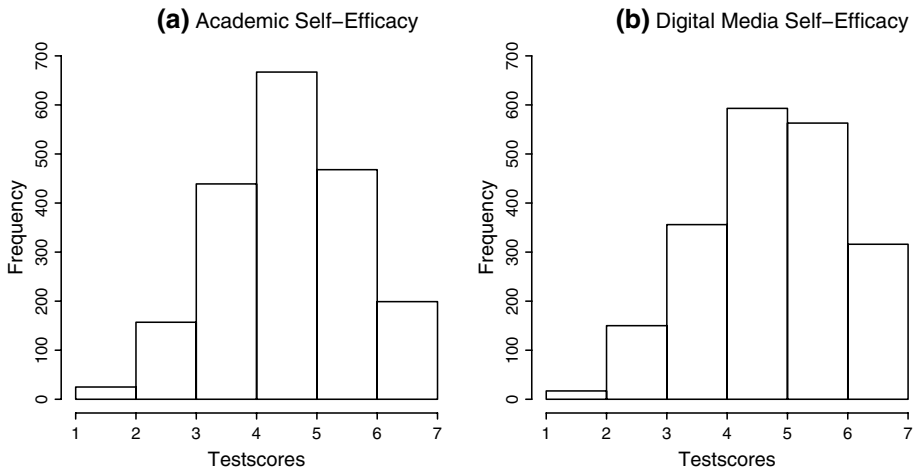 (a) Academic Self–Efficacy
700
600
500
400
300
200
100
0
Frequency
1 2 3 4 5 6 7
Testscores
(b) Digital Media Self–Efficacy
700
600
500
400
300
200
100
0
Frequency
1 2 3 4 5 6 7
Testscores